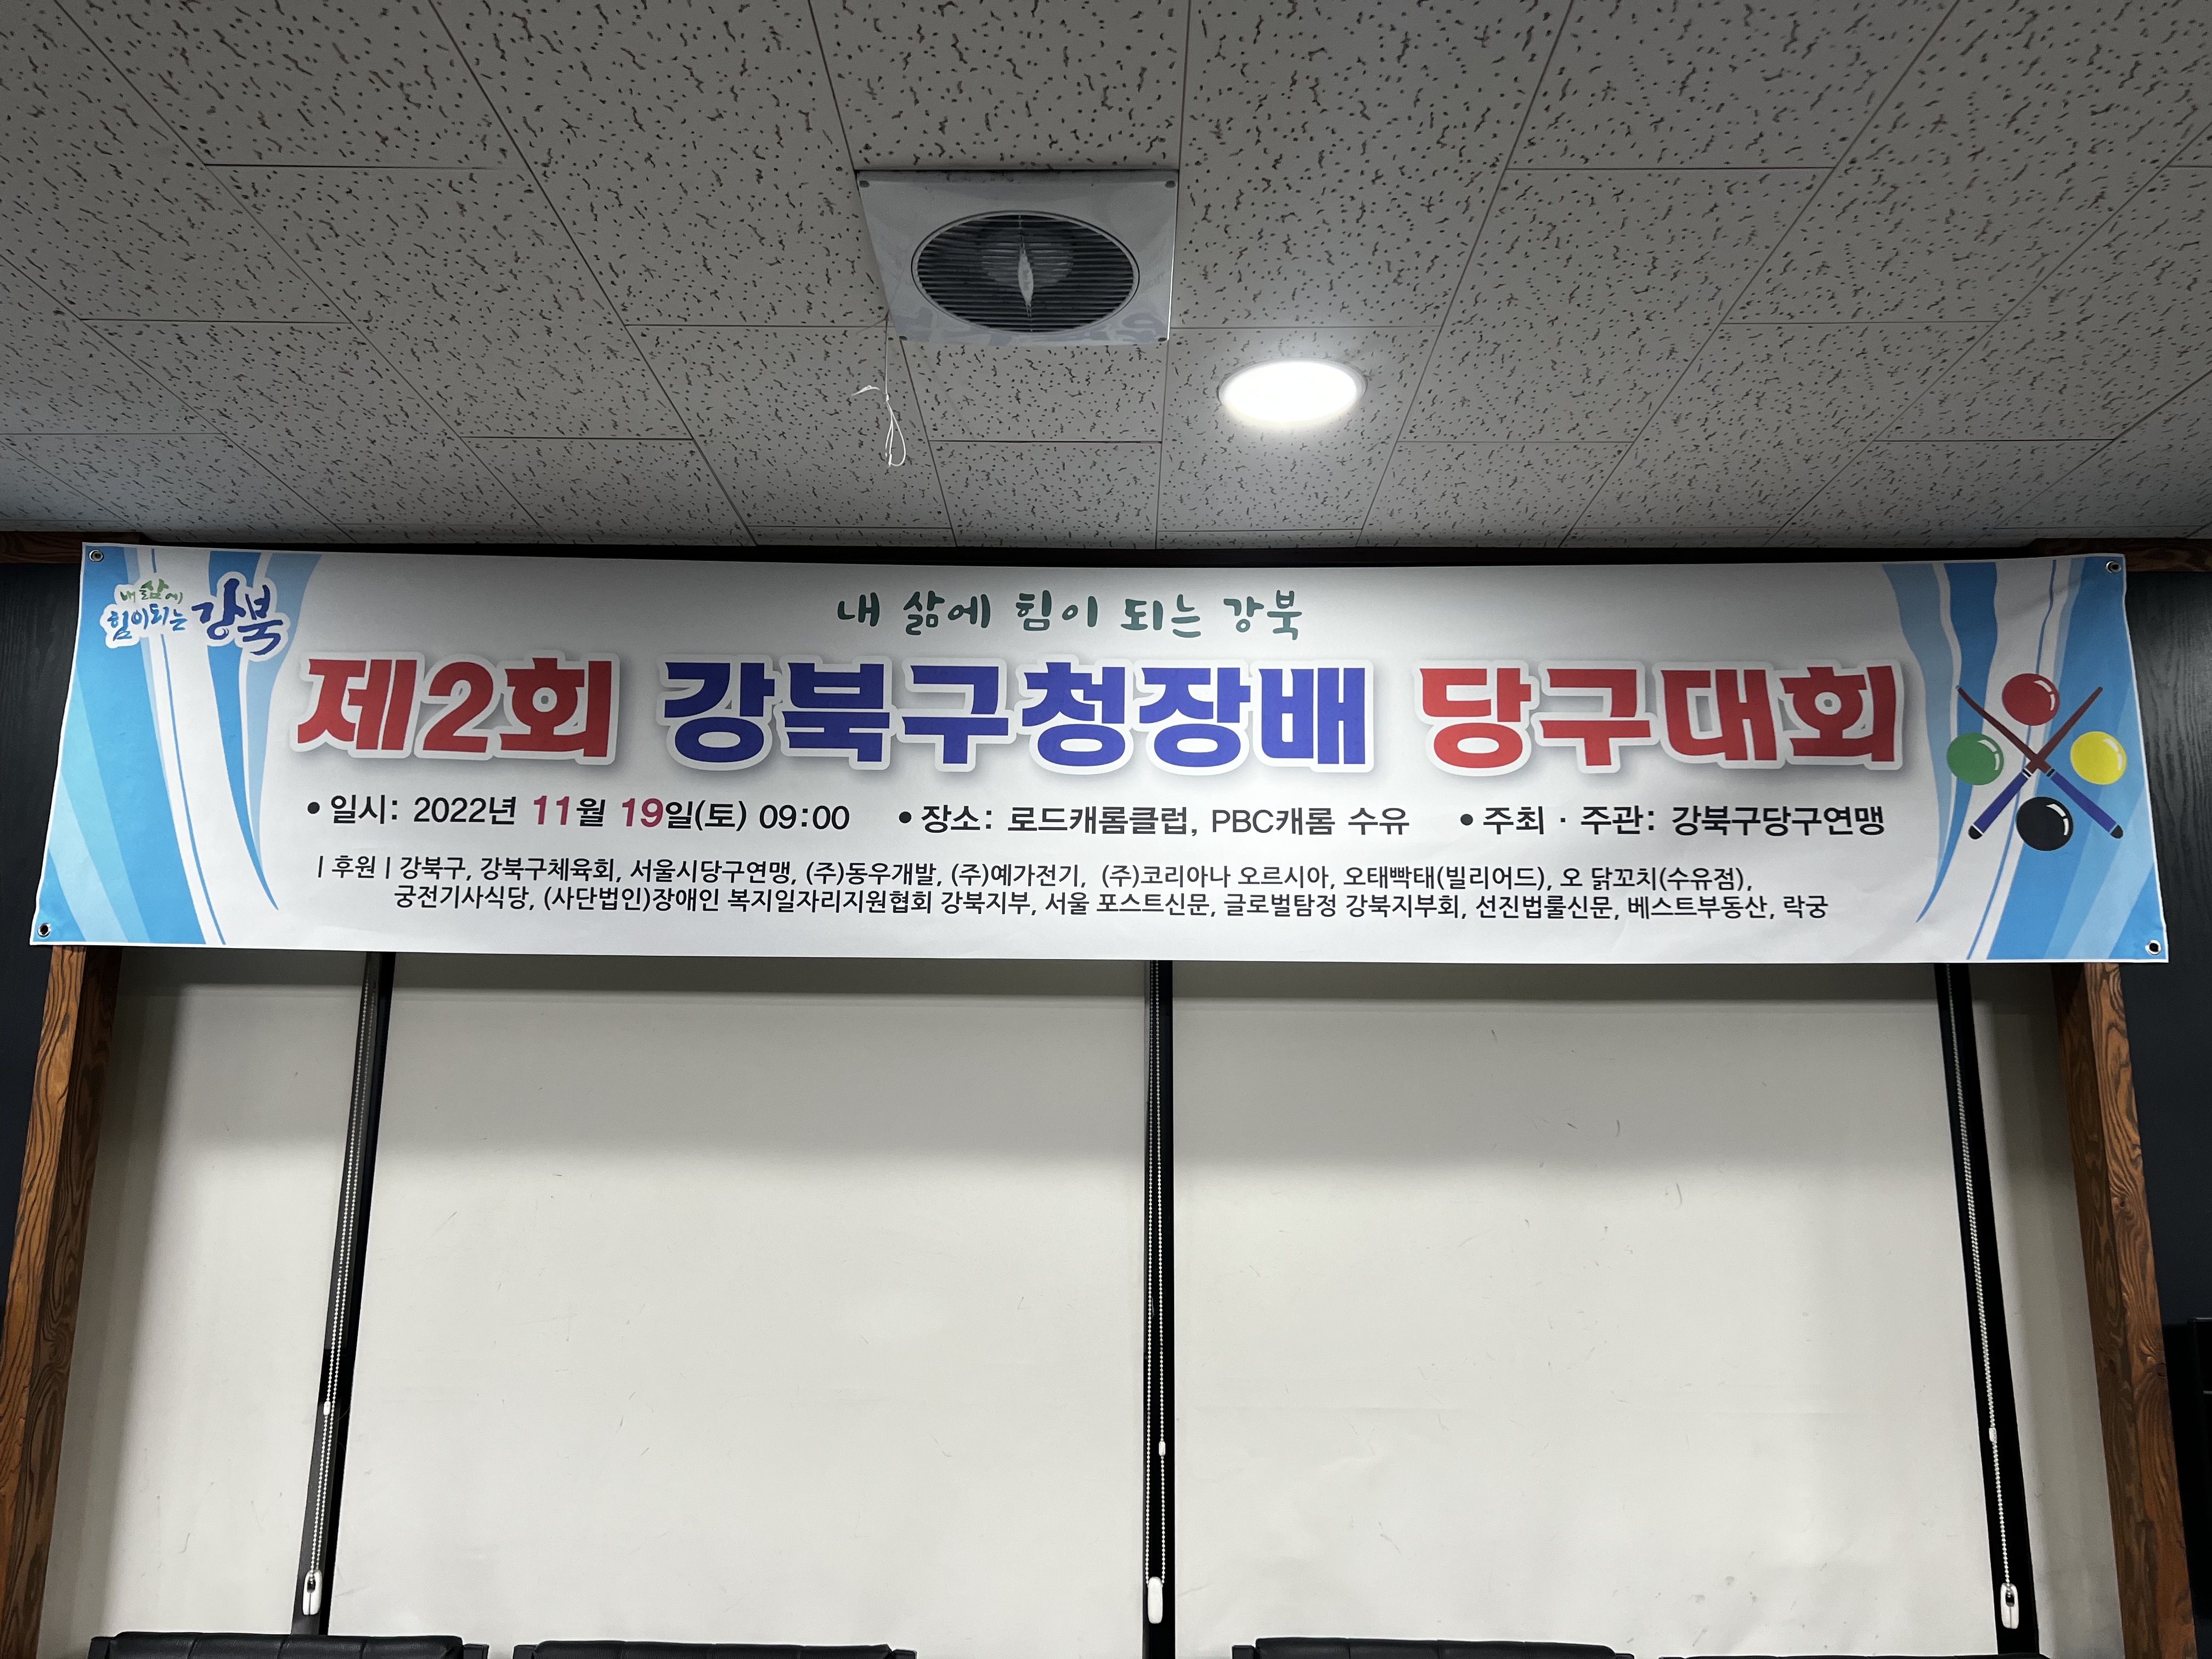 내 삶에
힘이되는 강북
내 삶에 힘이 되는 강북
제2회 강북구청장배 당구대회
•일시: 2022년 11월 19일(토) 09:00 •장소: 로드캐롬클럽, PBC캐롬 수유 •주최 · 주관: 강북구당구연맹
| 후원 | 강북구, 강북구체육회, 서울시당구연맹, (주)동우개발, (주)예가전기, (주)코리아나 오르시아, 오태빡태(빌리어드), 오 닭꼬치(수유점),
궁전기사식당, (사단법인)장애인 복지일자리지원협회 강북지부, 서울 포스트신문, 글로벌탐정 강북지부회, 선진법률신문, 베스트부동산, 락궁